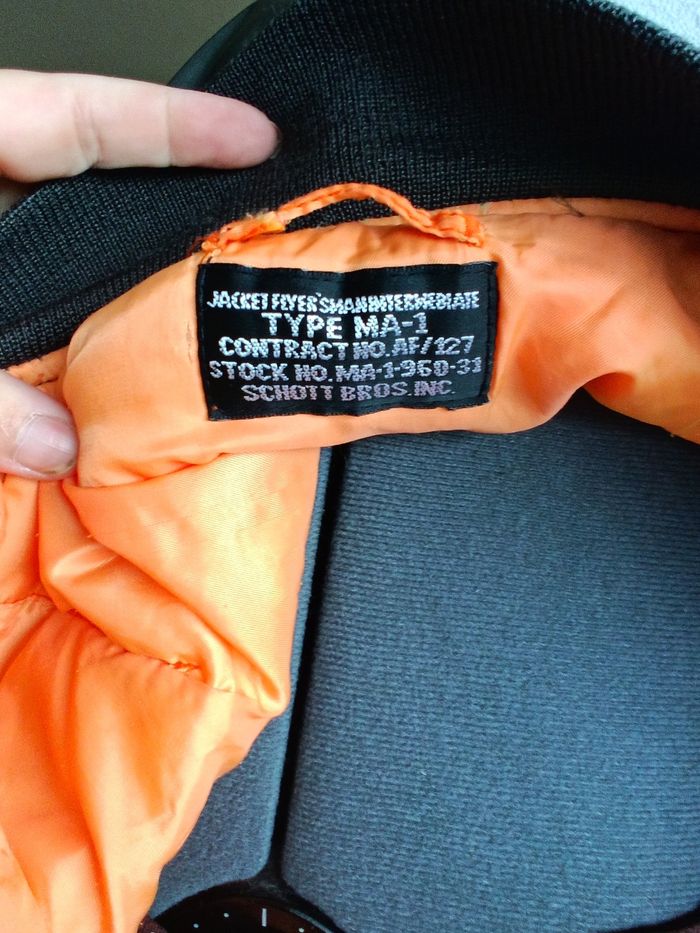 JACKET FLYER'S MAN INTERMEDIATE
TYPE MA-1
CONTRACT NO. AF/127
STOCK NO. MA-1-960-31
SCHOTT BROS. INC.